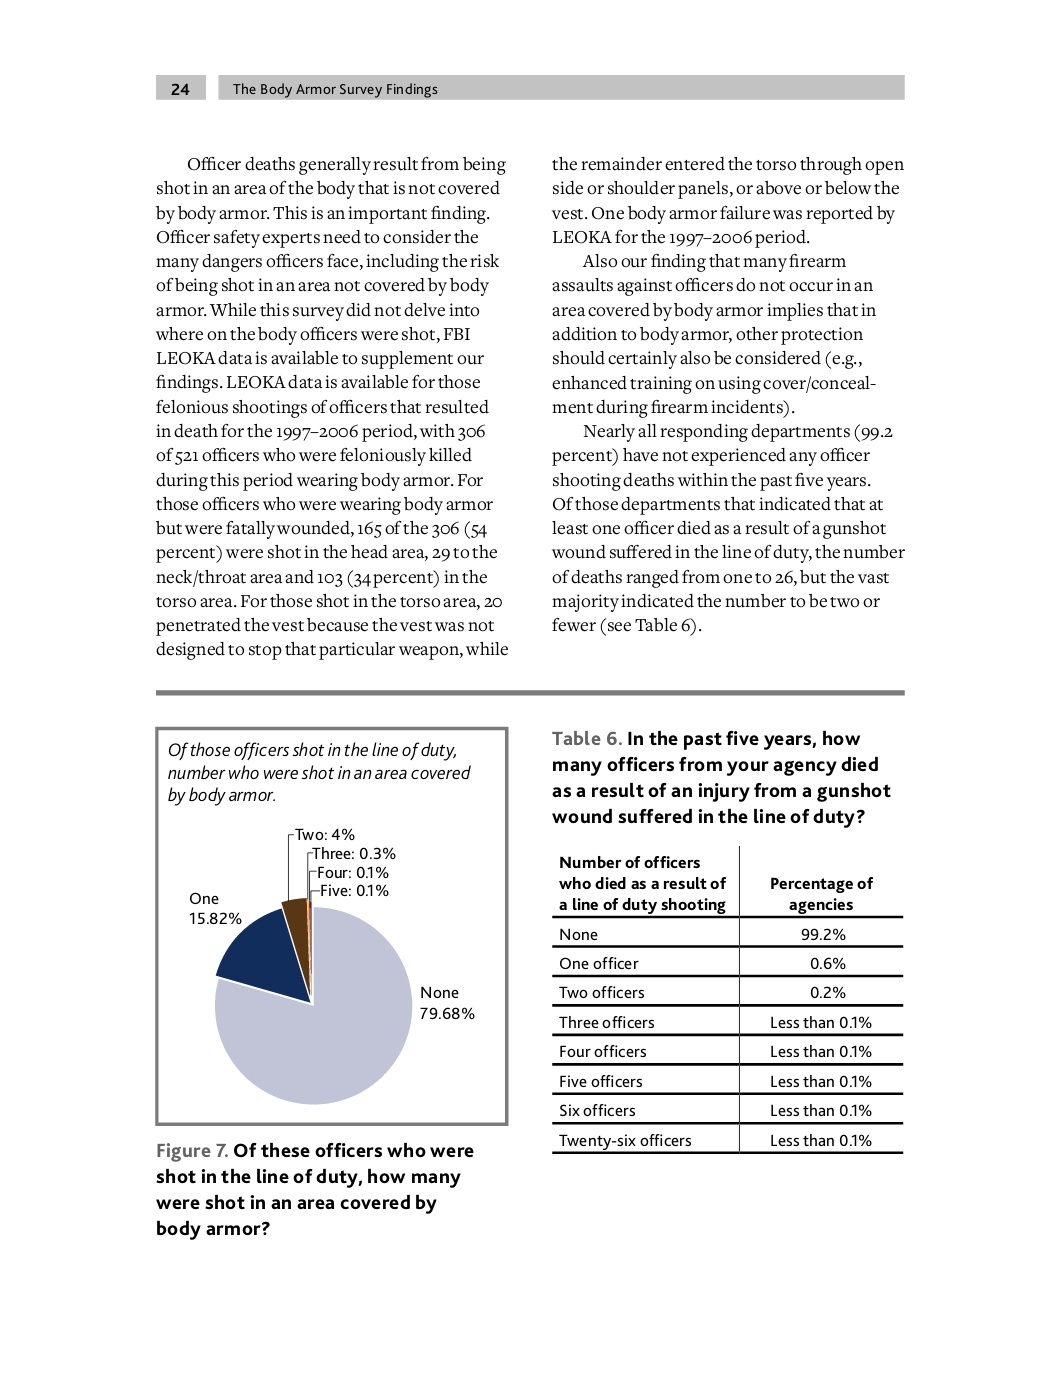 24
The Body Armor Survey Findings
Officer deaths generally result from being
shot in an area of the body that is not covered
by body armor. This is an important finding.
Officer safety experts need to consider the
many dangers officers face, including the risk
of being shot in an area not covered by body
armor. While this survey did not delve into
where on the body officers were shot, FBI
LEOKA data is available to supplement our
findings. LEOKA data is available for those
felonious shootings of officers that resulted
in death for the 1997–2006 period, with 306
of 521 officers who were feloniously killed
during this period wearing body armor. For
those officers who were wearing body armor
but were fatally wounded, 165 of the 306 (54
percent) were shot in the head area, 29 to the
neck/throat area and 103 (34 percent) in the
torso area. For those shot in the torso area, 20
penetrated the vest because the vest was not
designed to stop that particular weapon, while
the remainder entered the torso through open
side or shoulder panels, or above or below the
vest. One body armor failure was reported by
LEOKA for the 1997–2006 period.
Also our finding that many firearm
assaults against officers do not occur in an
area covered by body armor implies that in
addition to body armor, other protection
should certainly also be considered (e.g.,
enhanced training on using cover/conceal-
ment during firearm incidents).
Nearly all responding departments (99.2
percent) have not experienced any officer
shooting deaths within the past five years.
Of those departments that indicated that at
least one officer died as a result of a gunshot
wound suffered in the line of duty, the number
of deaths ranged from one to 26, but the vast
majority indicated the number to be two or
fewer (see Table 6).
Of those officers shot in the line of duty,
number who were shot in an area covered
by body armor.
Two: 4%
Three: 0.3%
Four: 0.1%
Five: 0.1%
One
15.82%
None
79.68%
Figure 7. Of these officers who were
shot in the line of duty, how many
were shot in an area covered by
body armor?
Table 6. In the past five years, how
many officers from your agency died
as a result of an injury from a gunshot
wound suffered in the line of duty?
Number of officers
who died as a result of
a line of duty shooting
Percentage of
agencies
None 99.2%
One officer 0.6%
Two officers 0.2%
Three officers Less than 0.1%
Four officers Less than 0.1%
Five officers Less than 0.1%
Six officers Less than 0.1%
Twenty-six officers Less than 0.1%